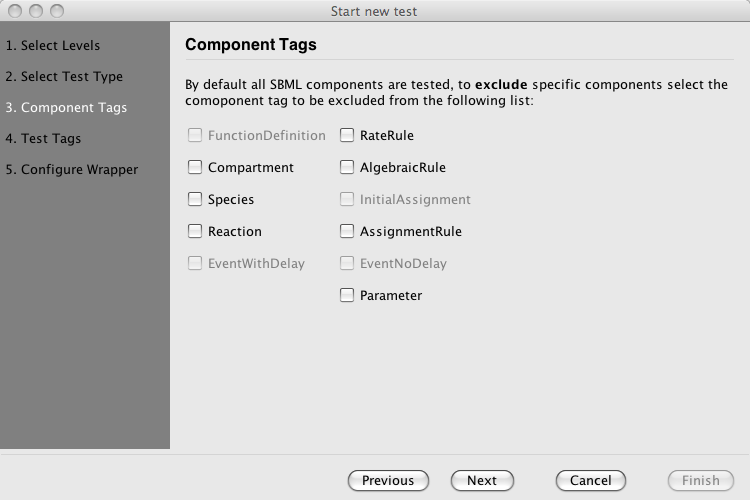 Start new test
1. Select Levels
2. Select Test Type
3. Component Tags
4. Test Tags
5. Configure Wrapper
Component Tags
By default all SBML components are tested, to exclude specific components select the
comoponent tag to be excluded from the following list:
FunctionDefinition
RateRule
Compartment
AlgebraicRule
Species
InitialAssignment
Reaction
AssignmentRule
EventWithDelay
EventNoDelay
Parameter
Previous
Next
Cancel
Finish